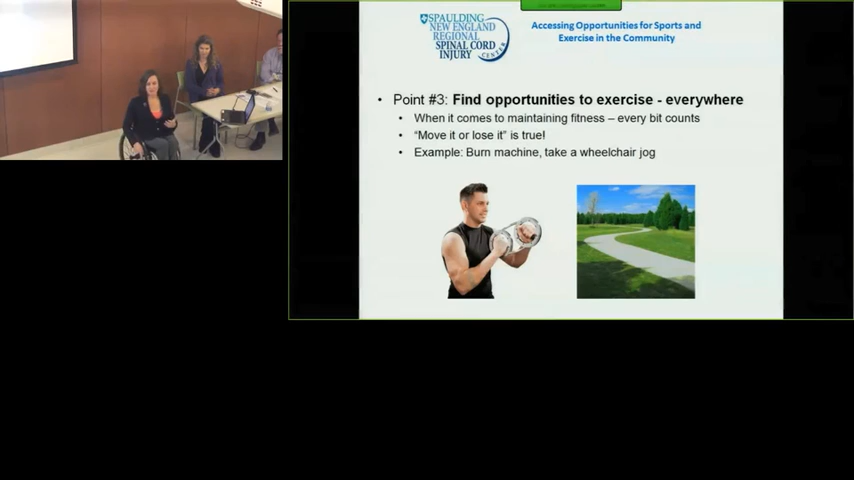 SPAULDING
NEW ENGLAND
REGIONAL
SPINAL CORD
INJURY
CENTER
Accessing Opportunities for Sports and
Exercise in the Community
• Point #3: Find opportunities to exercise - everywhere
• When it comes to maintaining fitness – every bit counts
• “Move it or lose it” is true!
• Example: Burn machine, take a wheelchair jog